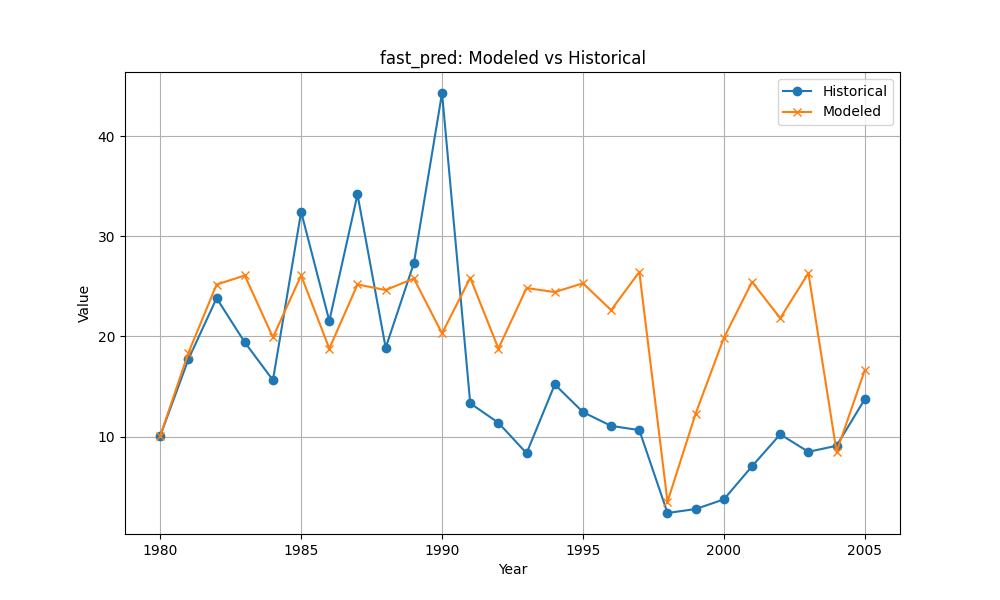 fast_pred: Modeled vs Historical
Historical
Modeled
Value
40
30
20
10
1980 1985 1990 1995 2000 2005
Year